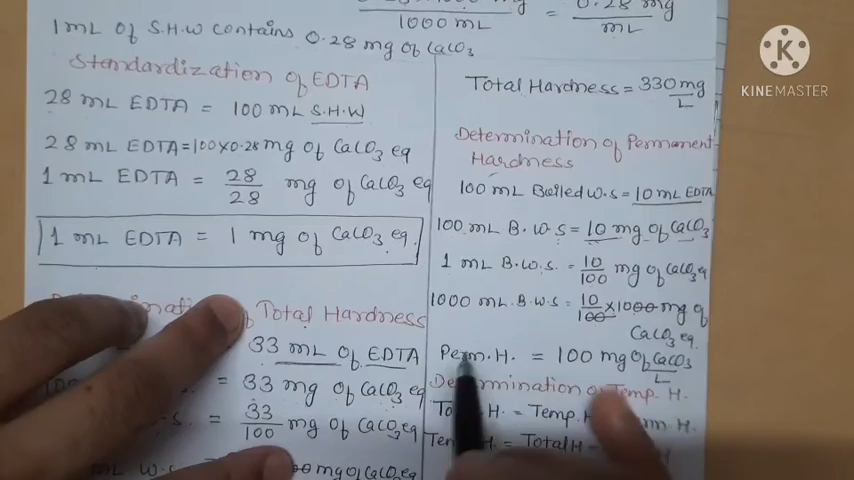 1000 mL
= 0.28 mg
mL
1 mL of S.H.W contains 0.28 mg of CaCO3
Standardization of EDTA
28 mL EDTA = 100 mL S.H.W
28 mL EDTA = 100x0.28 mg of CaCO3 eq
1 mL EDTA = 28/28 mg of CaCO3 eq
1 mL EDTA = 1 mg of CaCO3 eq.
of Total Hardness
33 mL of EDTA
= 33 mg of CaCO3 eq
= 33/100 mg of CaCO3 eq
mL W.S
mg of CaCO3 eq
Total Hardness = 330 mg/L
Determination of Permanent
Hardness
100 mL Boiled W.S = 10 mL EDTA
100 mL B.W.S = 10 mg of CaCO3
1 mL B.W.S. = 10/100 mg of CaCO3 eq
1000 mL B.W.S = 10/100 x 1000 mg of
CaCO3 eq.
Perm. H. = 100 mg of CaCO3
L
Determination of Temp. H.
H. = Temp. H
H. = Total H -
KINEMASTER